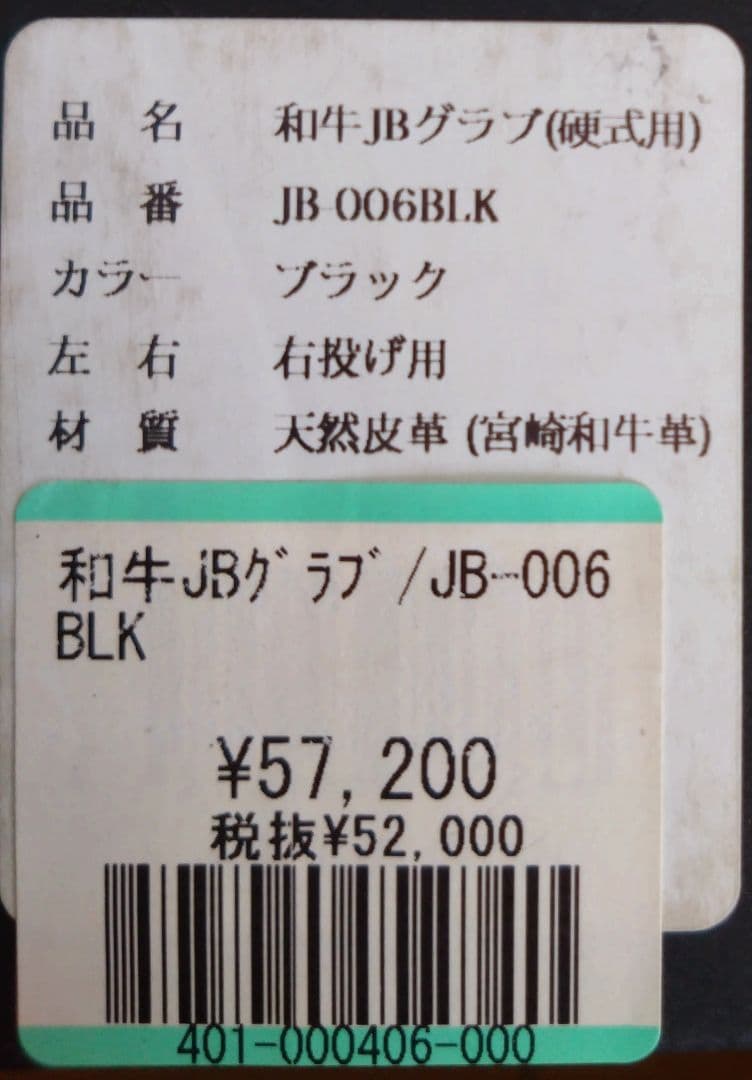 品 名 和牛JBグラブ(硬式用)
品 番 JB-006BLK
カラー ブラック
左 右 右投げ用
材 質 天然皮革 (宮崎和牛革)
和牛JBｸﾞﾗﾌﾞ/JB-006
BLK
¥57,200
税抜¥52,000
401-000406-000